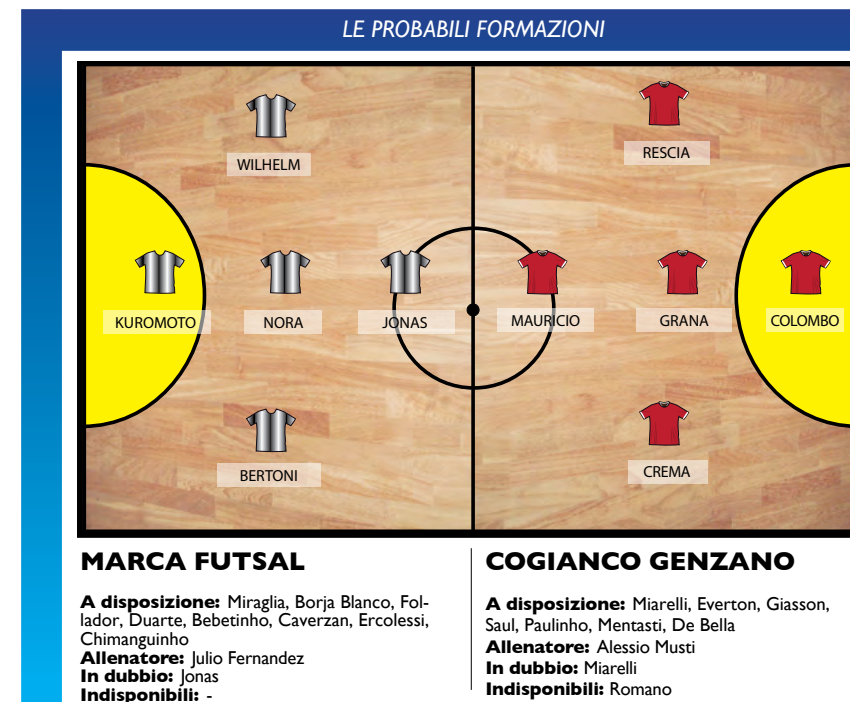 LE PROBABILI FORMAZIONI
WILHELM
RESCIA
KUROMOTO
NORA
JONAS
MAURICIO
GRANA
COLOMBO
BERTONI
CREMA
MARCA FUTSAL
A disposizione: Miraglia, Borja Blanco, Fol-
lador, Duarte, Bebetinho, Caverzan, Ercolessi,
Chimanguinho
Allenatore: Julio Fernandez
In dubbio: Jonas
Indisponibili: -
COGIANCO GENZANO
A disposizione: Miarelli, Everton, Giasson,
Saul, Paulinho, Mentasti, De Bella
Allenatore: Alessio Musti
In dubbio: Miarelli
Indisponibili: Romano